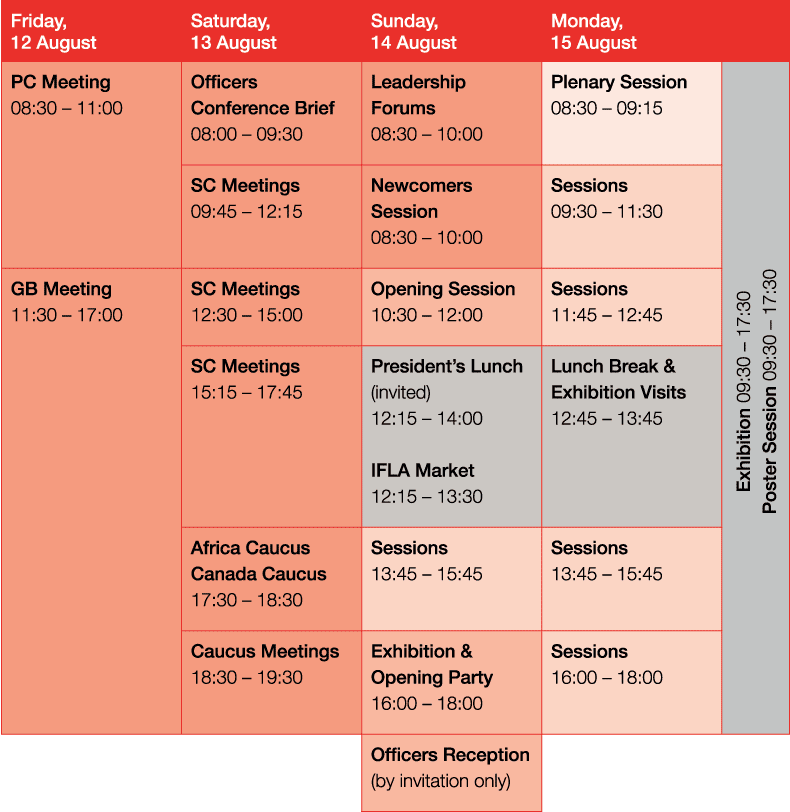 Friday,
12 August
Saturday,
13 August
Sunday,
14 August
Monday,
15 August
PC Meeting
08:30 – 11:00
Officers
Conference Brief
08:00 – 09:30
Leadership
Forums
08:30 – 10:00
Plenary Session
08:30 – 09:15
SC Meetings
09:45 – 12:15
Newcomers
Session
08:30 – 10:00
Sessions
09:30 – 11:30
GB Meeting
11:30 – 17:00
SC Meetings
12:30 – 15:00
Opening Session
10:30 – 12:00
Sessions
11:45 – 12:45
SC Meetings
15:15 – 17:45
President’s Lunch
(invited)
12:15 – 14:00
IFLA Market
12:15 – 13:30
Lunch Break &
Exhibition Visits
12:45 – 13:45
Africa Caucus
Canada Caucus
17:30 – 18:30
Sessions
13:45 – 15:45
Sessions
13:45 – 15:45
Caucus Meetings
18:30 – 19:30
Exhibition &
Opening Party
16:00 – 18:00
Sessions
16:00 – 18:00
Officers Reception
(by invitation only)
Exhibition 09:30 – 17:30
Poster Session 09:30 – 17:30